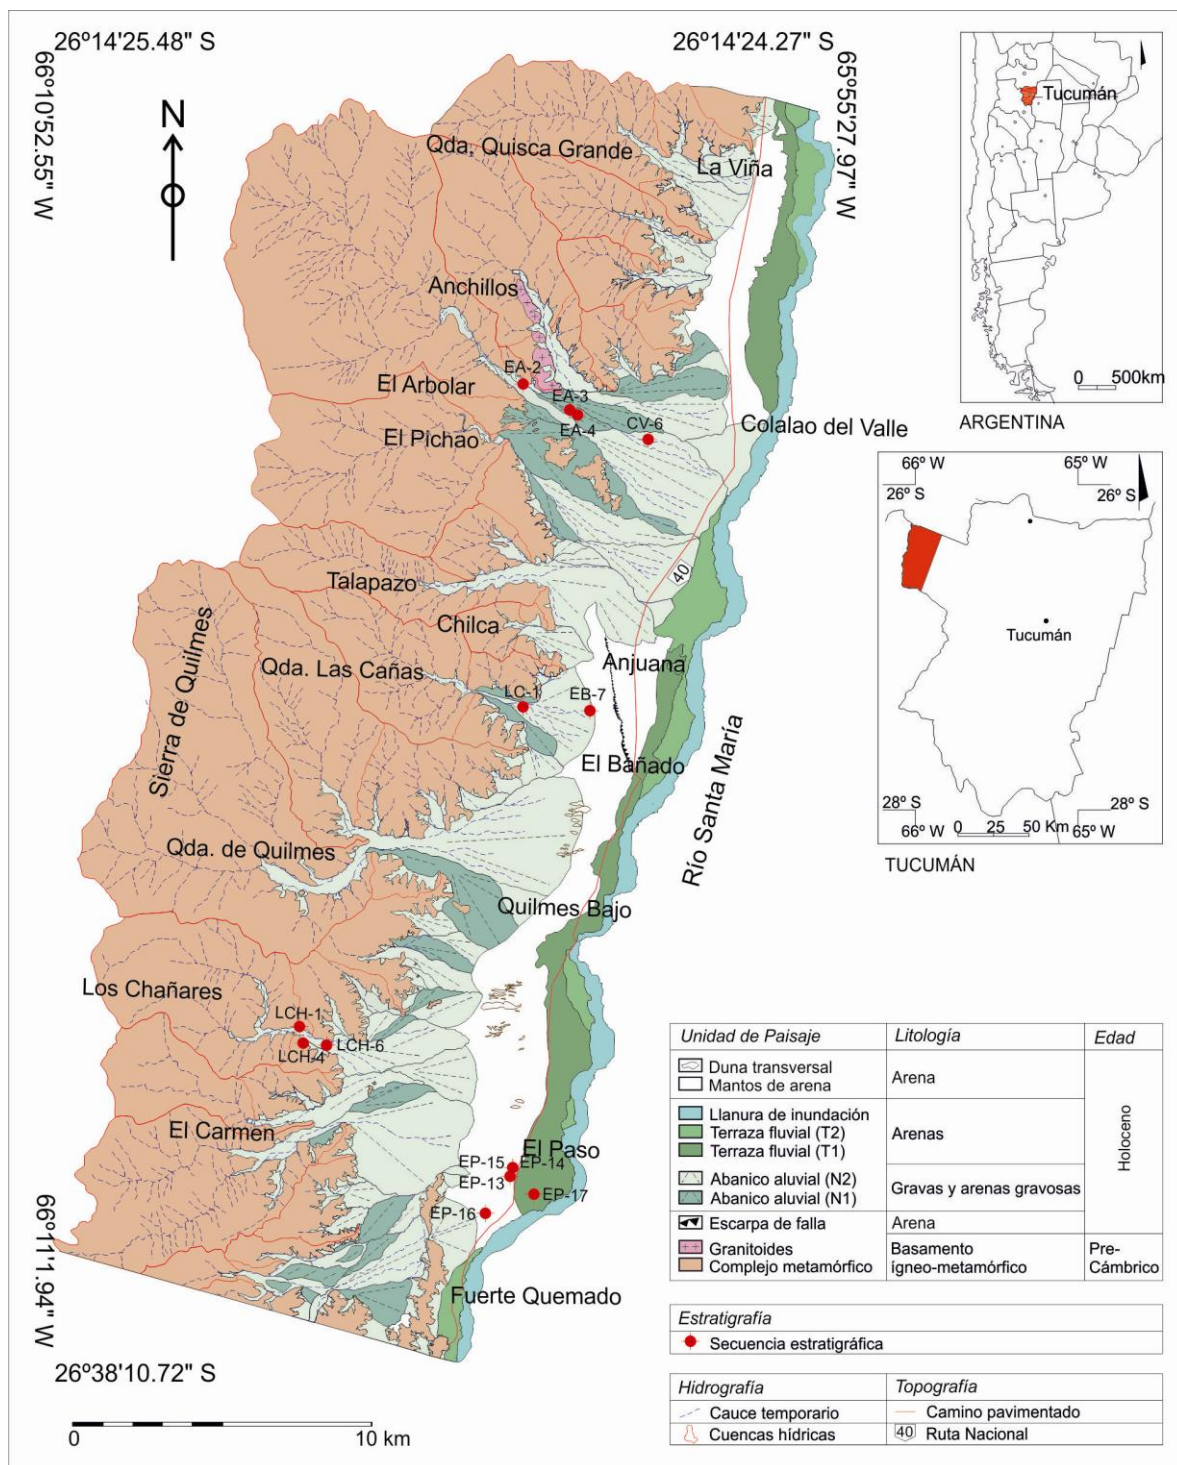 26º14'25.48" S
26º14'24.27" S
66º10'52.55" W
65º55'27.97" W
N
Qda. Quisca Grande
La Viña
Anchillos
EA-2
El Arbolar
EA-3
EA-4
CV-6
El Pichao
Colalao del Valle
Talapazo
40
Chilca
Anjuana
Qda. Las Cañas
Sierra de Quilmes
LC-1
EB-7
El Bañado
Río Santa María
Qda. de Quilmes
Quilmes Bajo
Los Chañares
LCH-1
LCH-4
LCH-6
El Carmen
El Paso
EP-15
EP-14
EP-13
EP-17
EP-16
Fuerte Quemado
66º11'1.94" W
26º38'10.72" S
0 10 km
Tucumán
0 500km
ARGENTINA
66º W
65º W
26º S
26º S
Tucumán
28º S
28º S
66º W
0 25 50 Km
65º W
TUCUMÁN
Unidad de Paisaje Litología Edad
Duna transversal
Mantos de arena
Arena
Llanura de inundación
Terraza fluvial (T2)
Terraza fluvial (T1)
Arenas
Abanico aluvial (N2)
Abanico aluvial (N1)
Gravas y arenas gravosas
Escarpa de falla
Arena
Holoceno
Granitoides
Complejo metamórfico
Basamento
ígneo-metamórfico
Pre-
Cámbrico
Estratigrafía
Secuencia estratigráfica
Hidrografía Topografía
Cauce temporario
Camino pavimentado
Cuencas hídricas
40 Ruta Nacional